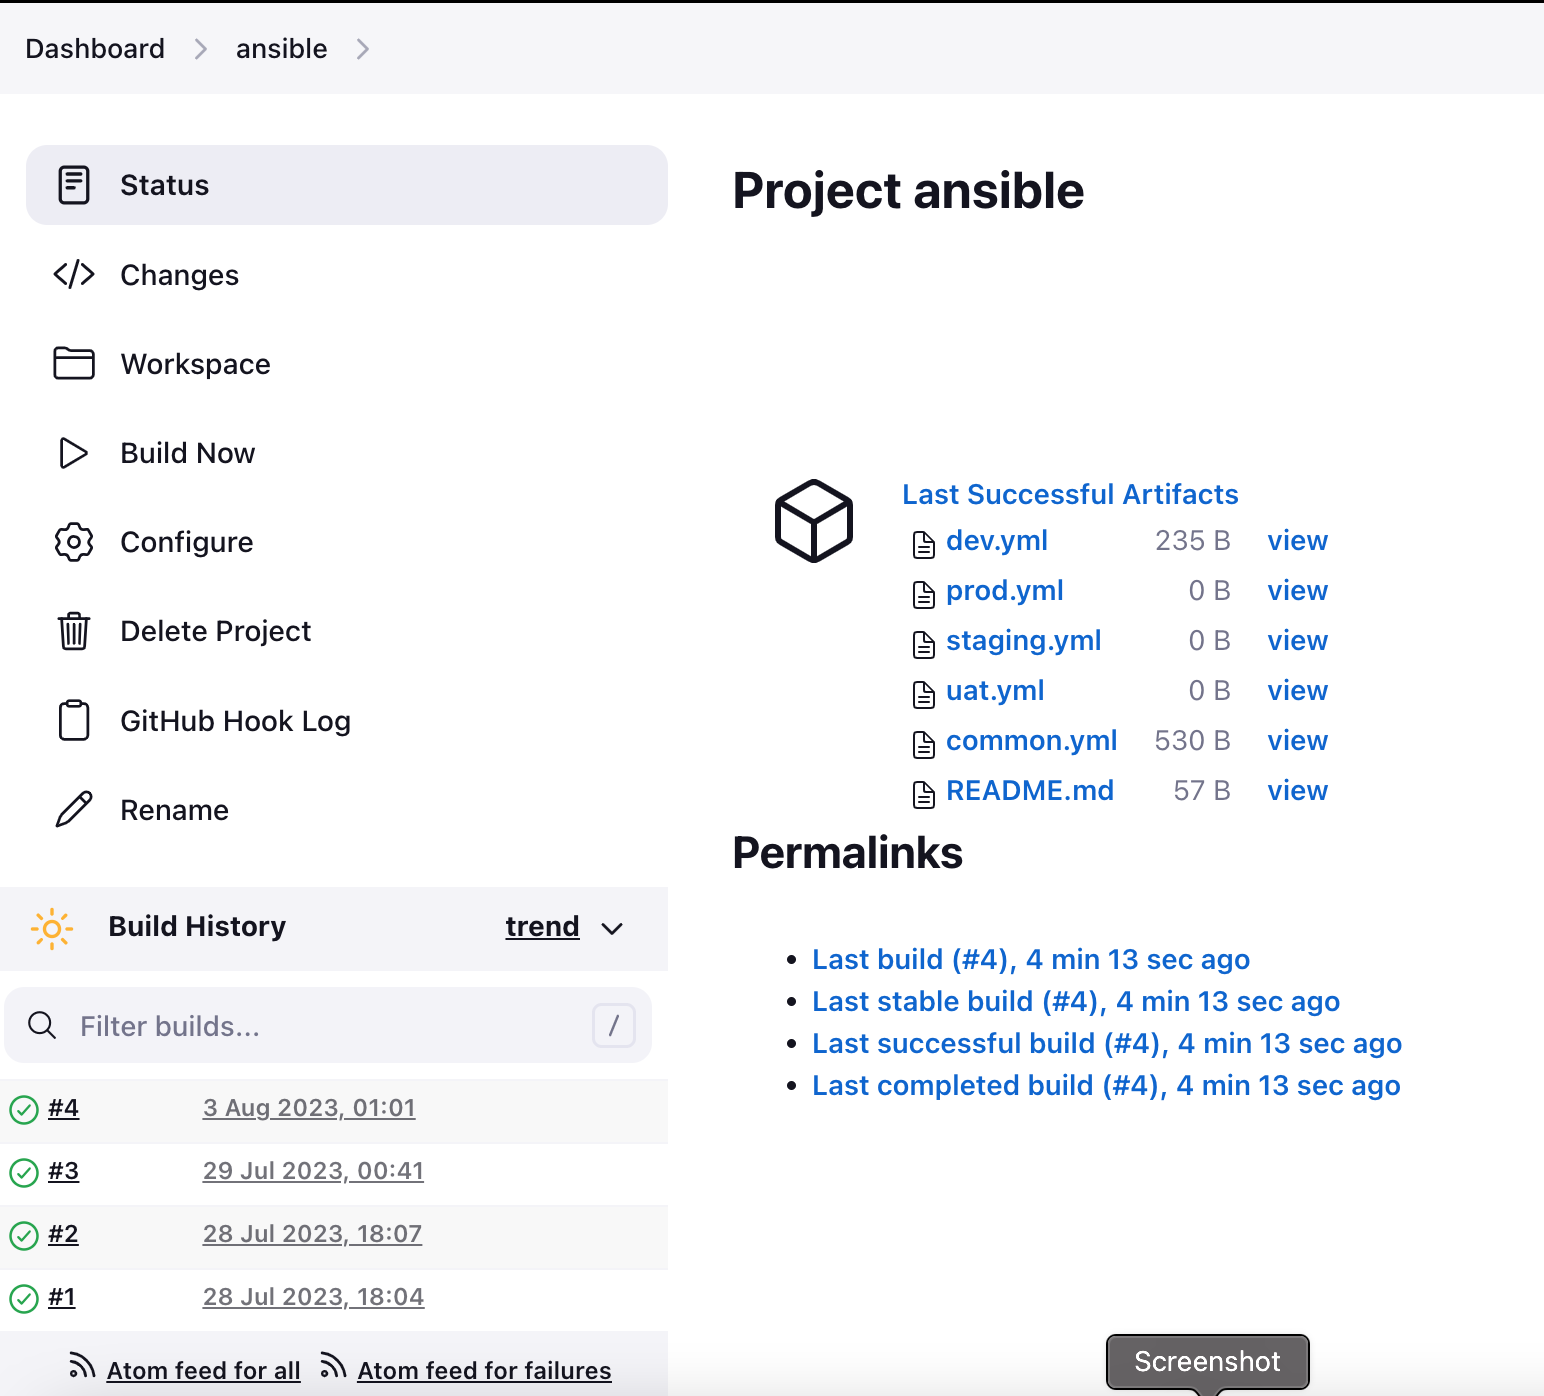 Dashboard
ansible
Status
Changes
Workspace
Build Now
Configure
Delete Project
GitHub Hook Log
Rename
Build History
trend
Filter builds...
/
#4 3 Aug 2023, 01:01
#3 29 Jul 2023, 00:41
#2 28 Jul 2023, 18:07
#1 28 Jul 2023, 18:04
Atom feed for all Atom feed for failures
Project ansible
Last Successful Artifacts
dev.yml 235 B view
prod.yml 0 B view
staging.yml 0 B view
uat.yml 0 B view
common.yml 530 B view
README.md 57 B view
Permalinks
Last build (#4), 4 min 13 sec ago
Last stable build (#4), 4 min 13 sec ago
Last successful build (#4), 4 min 13 sec ago
Last completed build (#4), 4 min 13 sec ago
Screenshot